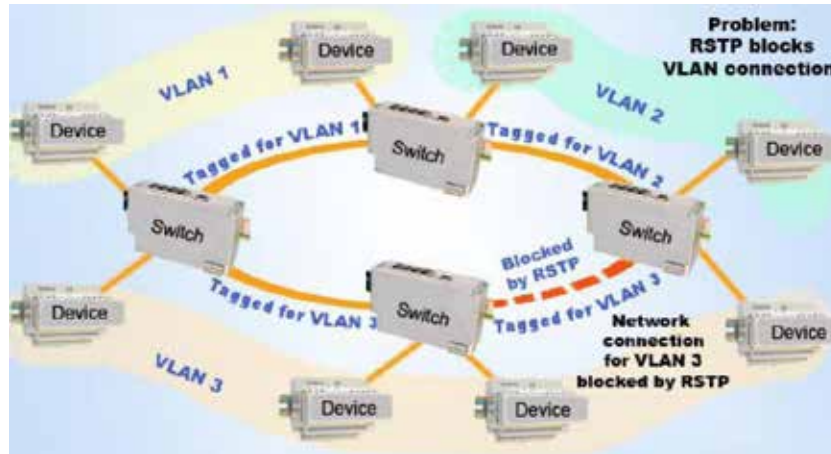 Problem:
RSTP blocks
VLAN connection
Device
Device
VLAN 1
VLAN 2
Device
Device
Tagged for VLAN 1
Tagged for VLAN 2
Switch
Switch
Switch
Switch
Blocked
by RSTP
Tagged for VLAN 3
Tagged for VLAN 3
Device
Device
Network
connection
for VLAN 3
blocked by RSTP
VLAN 3
Device
Device